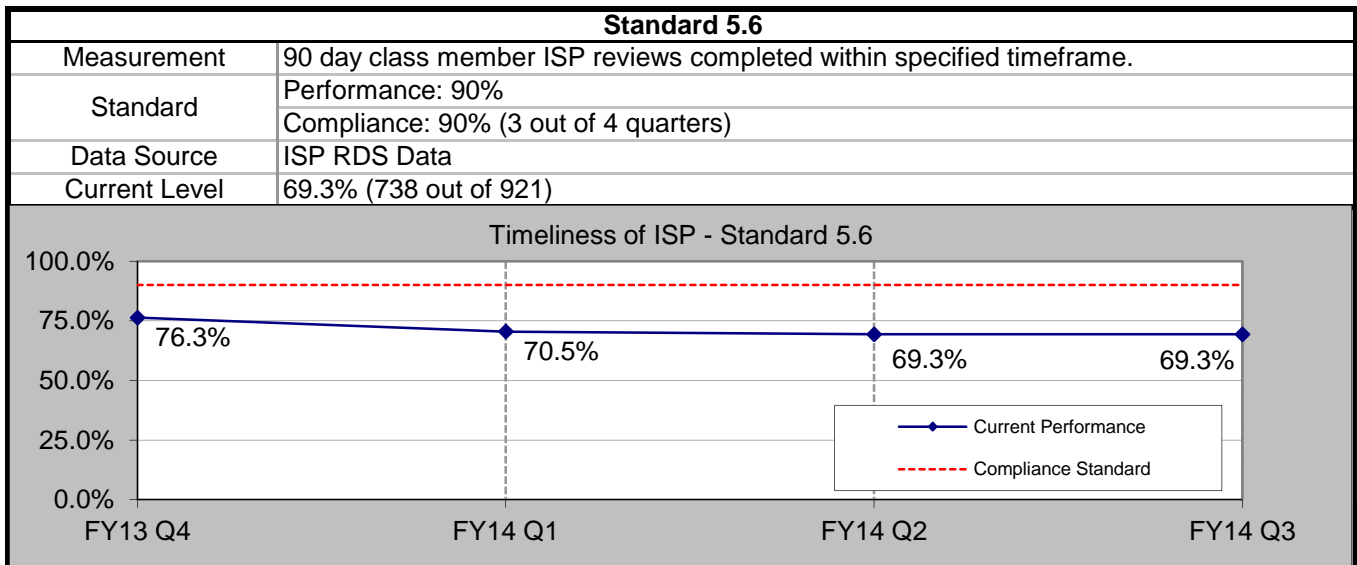 Standard 5.6
Measurement
90 day class member ISP reviews completed within specified timeframe.
Standard
Performance: 90%
Compliance: 90% (3 out of 4 quarters)
Data Source
ISP RDS Data
Current Level
69.3% (738 out of 921)
Timeliness of ISP - Standard 5.6
100.0%
75.0%
50.0%
25.0%
0.0%
76.3%
70.5%
69.3%
69.3%
Current Performance
Compliance Standard
FY13 Q4
FY14 Q1
FY14 Q2
FY14 Q3